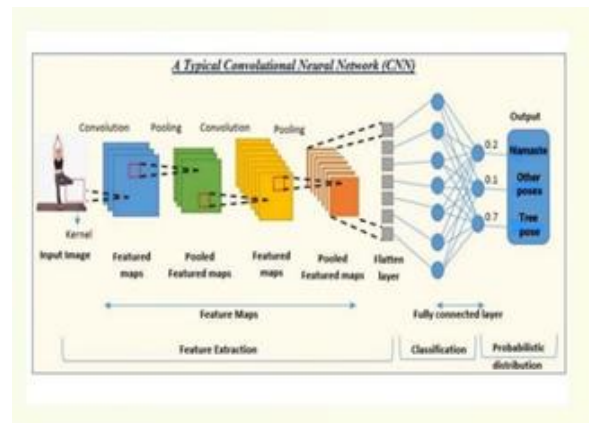 A Typical Convolutional Neural Network (CNN)
Convolution
Pooling
Convolution
Pooling
Output
0.2
Namaste
0.1
Other
poses
0.7
Tree
pose
Kernel
Input Image
Featured
maps
Pooled
Featured maps
Featured
maps
Pooled
Featured maps
Flatten
layer
Feature Maps
Fully connected layer
Feature Extraction
Classification
Probabilistic
distribution